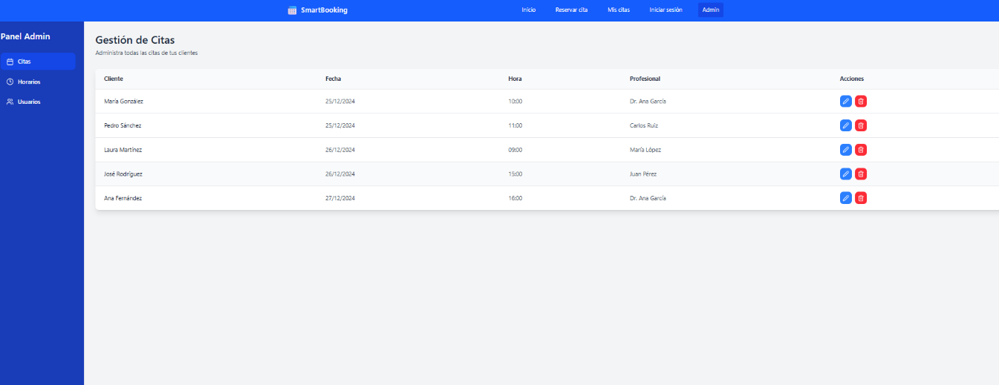 SmartBooking Inicio Reservar cita Mis citas Iniciar sesión Admin
Panel Admin
Citas
Horarios
Usuarios
Gestión de Citas
Administra todas las citas de tus clientes
Cliente Fecha Hora Profesional Acciones
María González 25/12/2024 10:00 Dr. Ana García
Pedro Sánchez 25/12/2024 11:00 Carlos Ruiz
Laura Martínez 26/12/2024 09:00 María López
José Rodríguez 26/12/2024 15:00 Juan Pérez
Ana Fernández 27/12/2024 16:00 Dr. Ana García